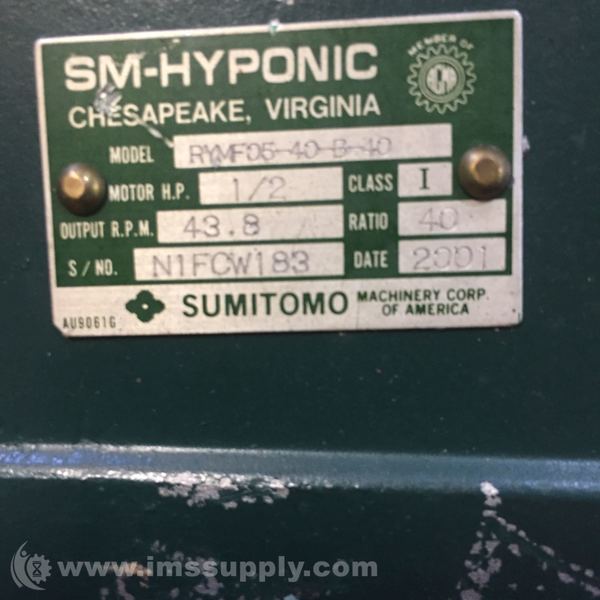 MEMBER OF
SM-HYPONIC
CHESAPEAKE, VIRGINIA
MODEL RYMF05-40-B-40
MOTOR H.P. 1/2 CLASS I
OUTPUT R.P.M. 43.8 RATIO 40
S/NO. N1FCW183 DATE 2001
AU9061G SUMITOMO MACHINERY CORP. OF AMERICA
www.imssupply.com